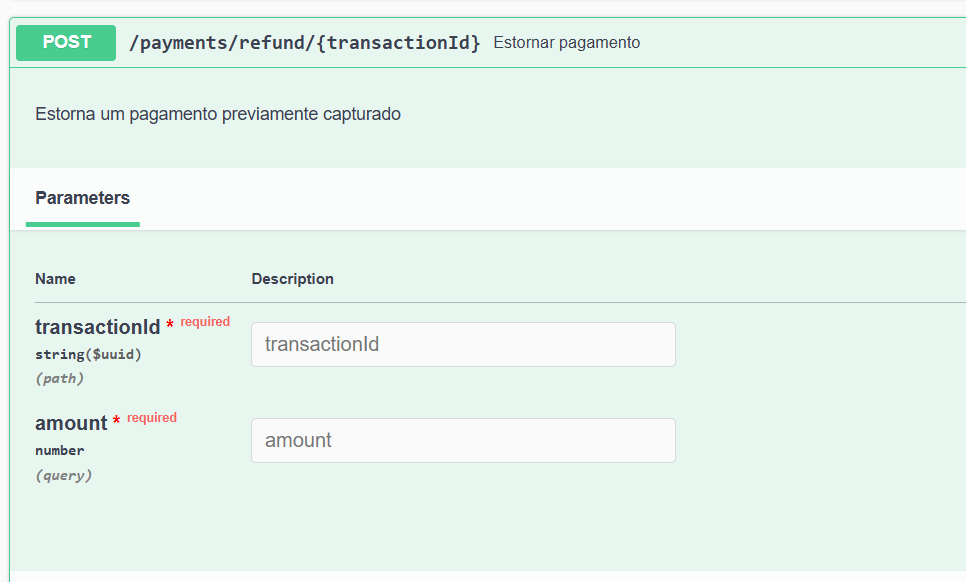 POST /payments/refund/{transactionId} Estornar pagamento
Estorna um pagamento previamente capturado
Parameters
Name Description
transactionId * required
transactionId
string($uuid)
(path)
amount * required
amount
number
(query)